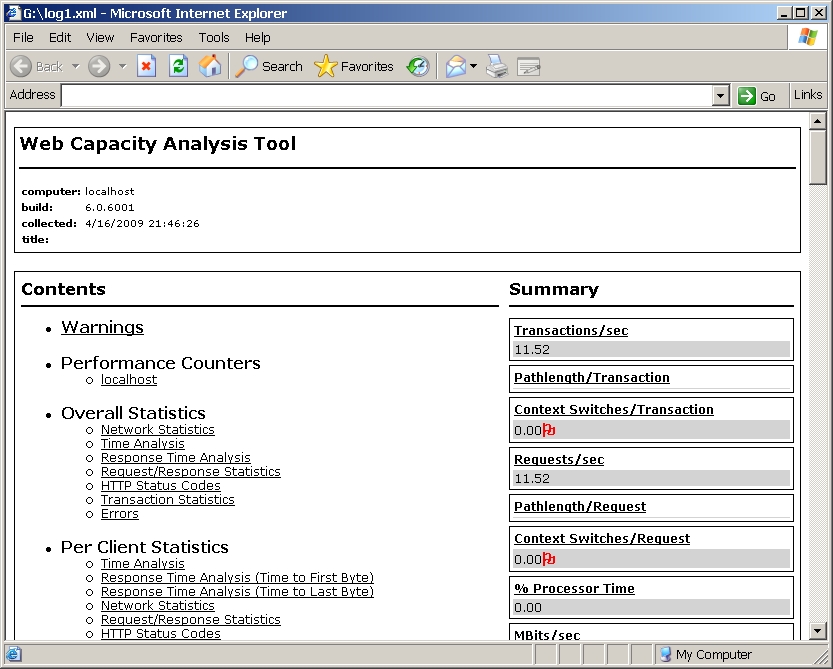 G:\log1.xml - Microsoft Internet Explorer
File Edit View Favorites Tools Help
Back Search Favorites
Address Go Links
Web Capacity Analysis Tool
computer: localhost
build: 6.0.6001
collected: 4/16/2009 21:46:26
title:
Contents
Warnings
Performance Counters
localhost
Overall Statistics
Network Statistics
Time Analysis
Response Time Analysis
Request/Response Statistics
HTTP Status Codes
Transaction Statistics
Errors
Per Client Statistics
Time Analysis
Response Time Analysis (Time to First Byte)
Response Time Analysis (Time to Last Byte)
Network Statistics
Request/Response Statistics
HTTP Status Codes
Summary
Transactions/sec
11.52
Pathlength/Transaction
Context Switches/Transaction
0.00
Requests/sec
11.52
Pathlength/Request
Context Switches/Request
0.00
% Processor Time
0.00
MBits/sec
My Computer